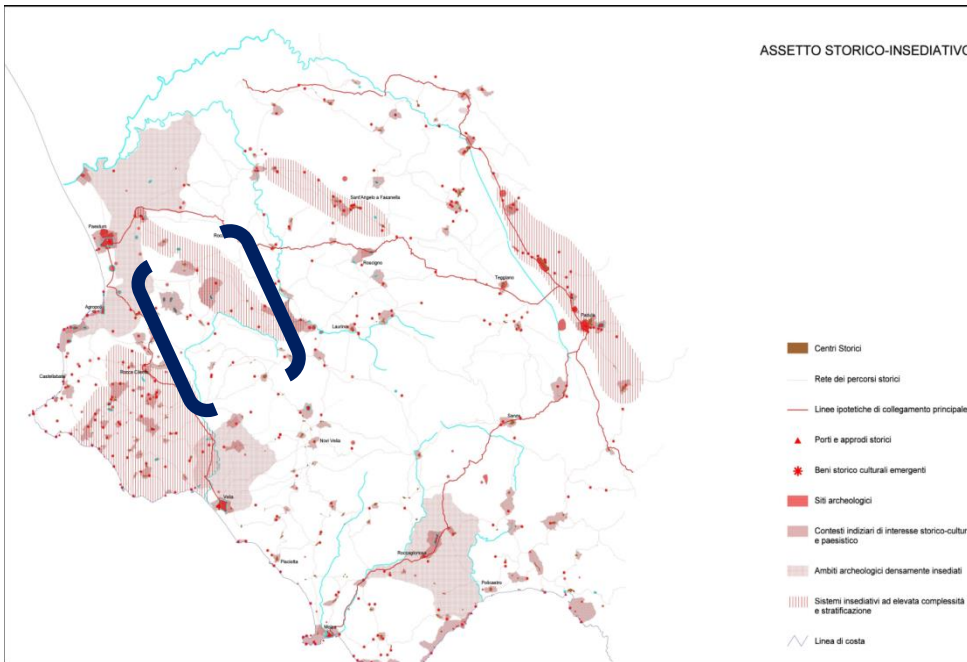 ASSETTO STORICO-INSEDIATIVO
Sant'Angelo a Fasanella
Paestum
Roscigno
Teggiano
Agropoli
Padula
Laurino
Castellabate
Sanza
Novi Velia
Velia
Roccagloriosa
Pisciotta
Policastro
Centri Storici
Rete dei percorsi storici
Linee ipotetiche di collegamento principale
Porti e approdi storici
Beni storico culturali emergenti
Siti archeologici
Contesti indiziari di interesse storico-cultur
e paesistico
Ambiti archeologici densamente insediati
Sistemi insediativi ad elevata complessità
e stratificazione
Linea di costa